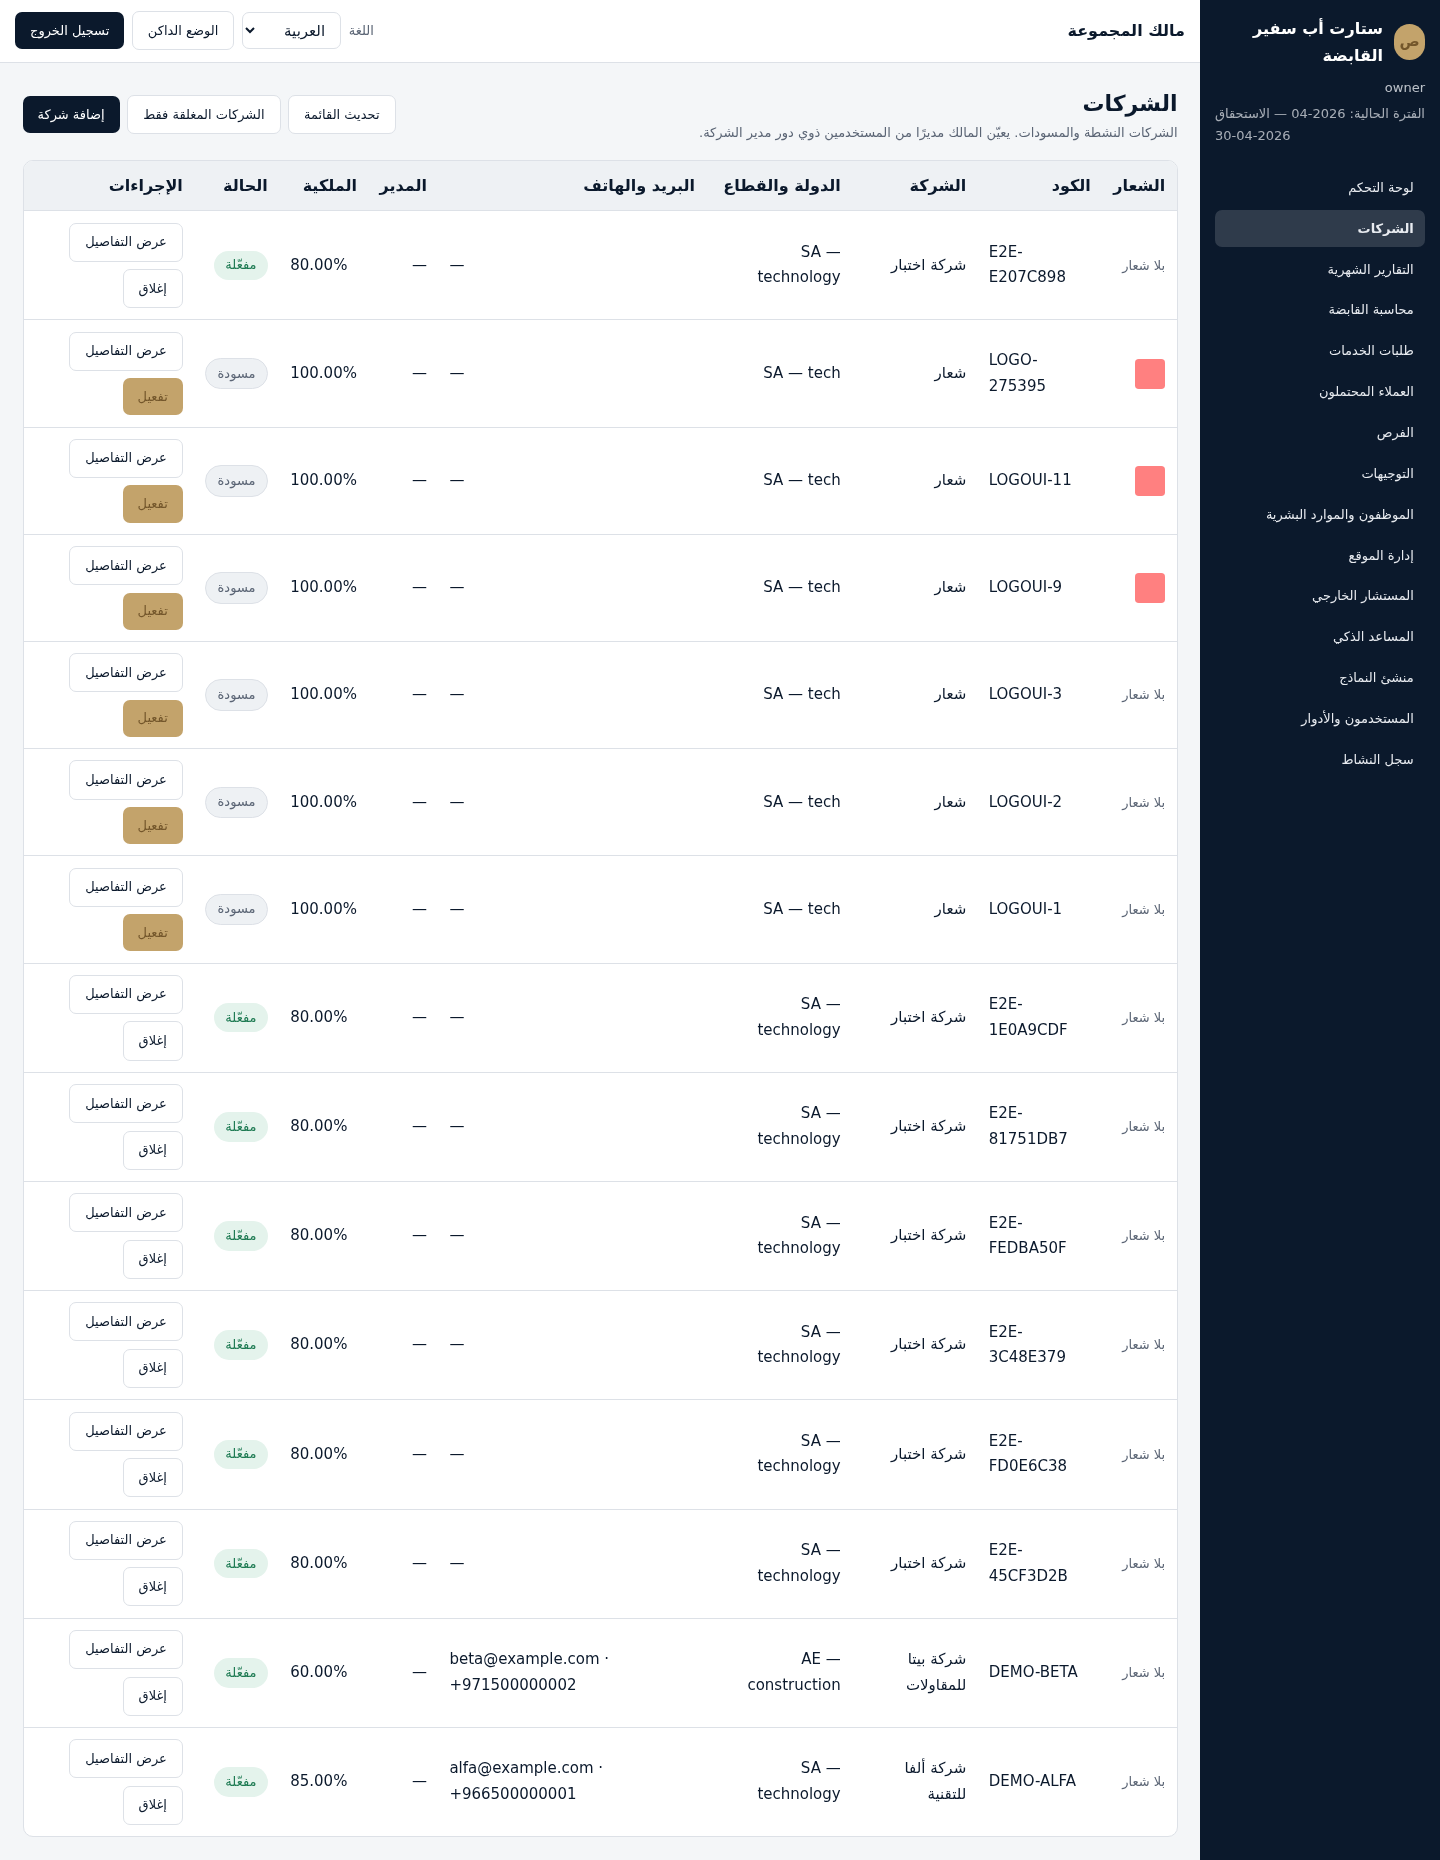 ص
ستارت أب سفير
القابضة
owner
الفترة الحالية: 2026-04 — الاستحقاق
2026-04-30
لوحة التحكم
الشركات
التقارير الشهرية
محاسبة القابضة
طلبات الخدمات
العملاء المحتملون
الفرص
التوجيهات
الموظفون والموارد البشرية
إدارة الموقع
المستشار الخارجي
المساعد الذكي
منشئ النماذج
المستخدمون والأدوار
سجل النشاط
مالك المجموعة
اللغة العربية الوضع الداكن تسجيل الخروج
الشركات
الشركات النشطة والمسودات. يعيّن المالك مديرًا من المستخدمين ذوي دور مدير الشركة.
تحديث القائمة الشركات المغلقة فقط إضافة شركة
الشعار الكود الشركة الدولة والقطاع البريد والهاتف المدير الملكية الحالة الإجراءات
بلا شعار E2E-E207C898 شركة اختبار SA — technology — — 80.00% مفعّلة عرض التفاصيل إغلاق
LOGO-275395 شعار SA — tech — — 100.00% مسودة عرض التفاصيل تفعيل
LOGOUI-11 شعار SA — tech — — 100.00% مسودة عرض التفاصيل تفعيل
LOGOUI-9 شعار SA — tech — — 100.00% مسودة عرض التفاصيل تفعيل
بلا شعار LOGOUI-3 شعار SA — tech — — 100.00% مسودة عرض التفاصيل تفعيل
بلا شعار LOGOUI-2 شعار SA — tech — — 100.00% مسودة عرض التفاصيل تفعيل
بلا شعار LOGOUI-1 شعار SA — tech — — 100.00% مسودة عرض التفاصيل تفعيل
بلا شعار E2E-1E0A9CDF شركة اختبار SA — technology — — 80.00% مفعّلة عرض التفاصيل إغلاق
بلا شعار E2E-81751DB7 شركة اختبار SA — technology — — 80.00% مفعّلة عرض التفاصيل إغلاق
بلا شعار E2E-FEDBA50F شركة اختبار SA — technology — — 80.00% مفعّلة عرض التفاصيل إغلاق
بلا شعار E2E-3C48E379 شركة اختبار SA — technology — — 80.00% مفعّلة عرض التفاصيل إغلاق
بلا شعار E2E-FD0E6C38 شركة اختبار SA — technology — — 80.00% مفعّلة عرض التفاصيل إغلاق
بلا شعار E2E-45CF3D2B شركة اختبار SA — technology — — 80.00% مفعّلة عرض التفاصيل إغلاق
بلا شعار DEMO-BETA شركة بيتا للمقاولات AE — construction beta@example.com · +971500000002 — 60.00% مفعّلة عرض التفاصيل إغلاق
بلا شعار DEMO-ALFA شركة ألفا للتقنية SA — technology alfa@example.com · +966500000001 — 85.00% مفعّلة عرض التفاصيل إغلاق